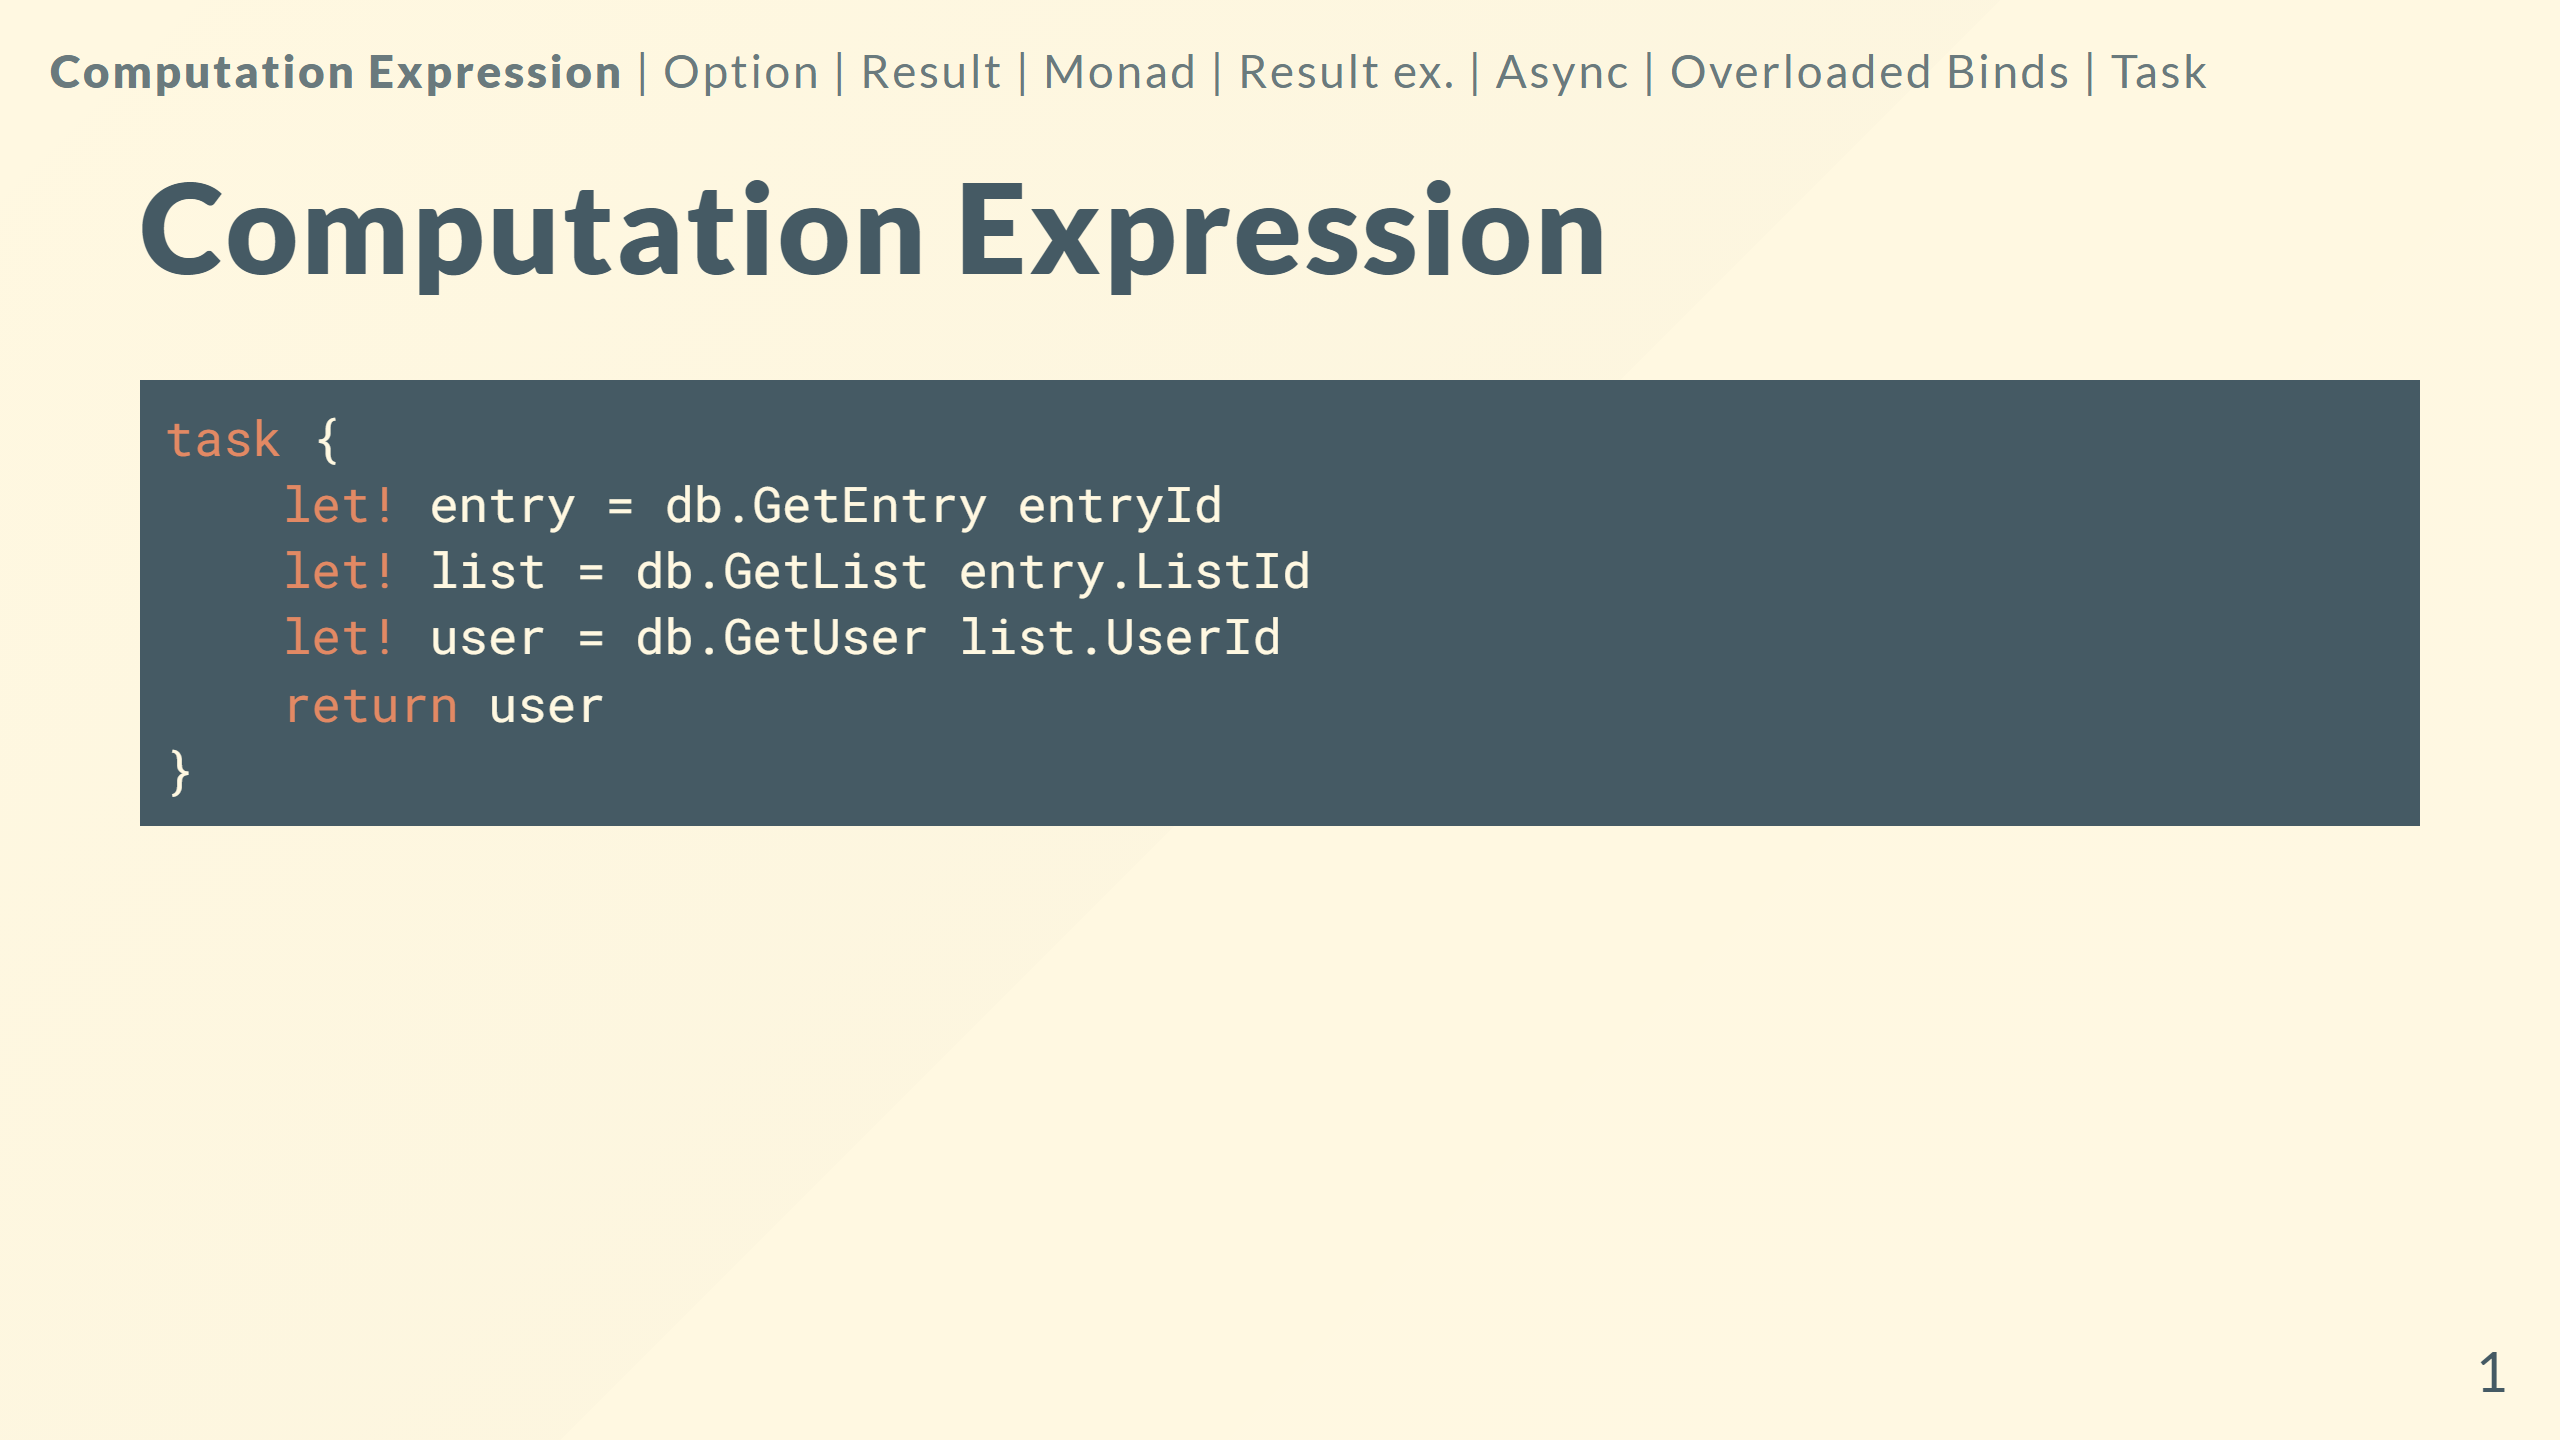 Computation Expression | Option | Result | Monad | Result ex. | Async | Overloaded Binds | Task
Computation Expression
task {
    let! entry = db.GetEntry entryId
    let! list = db.GetList entry.ListId
    let! user = db.GetUser list.UserId
    return user
}
1